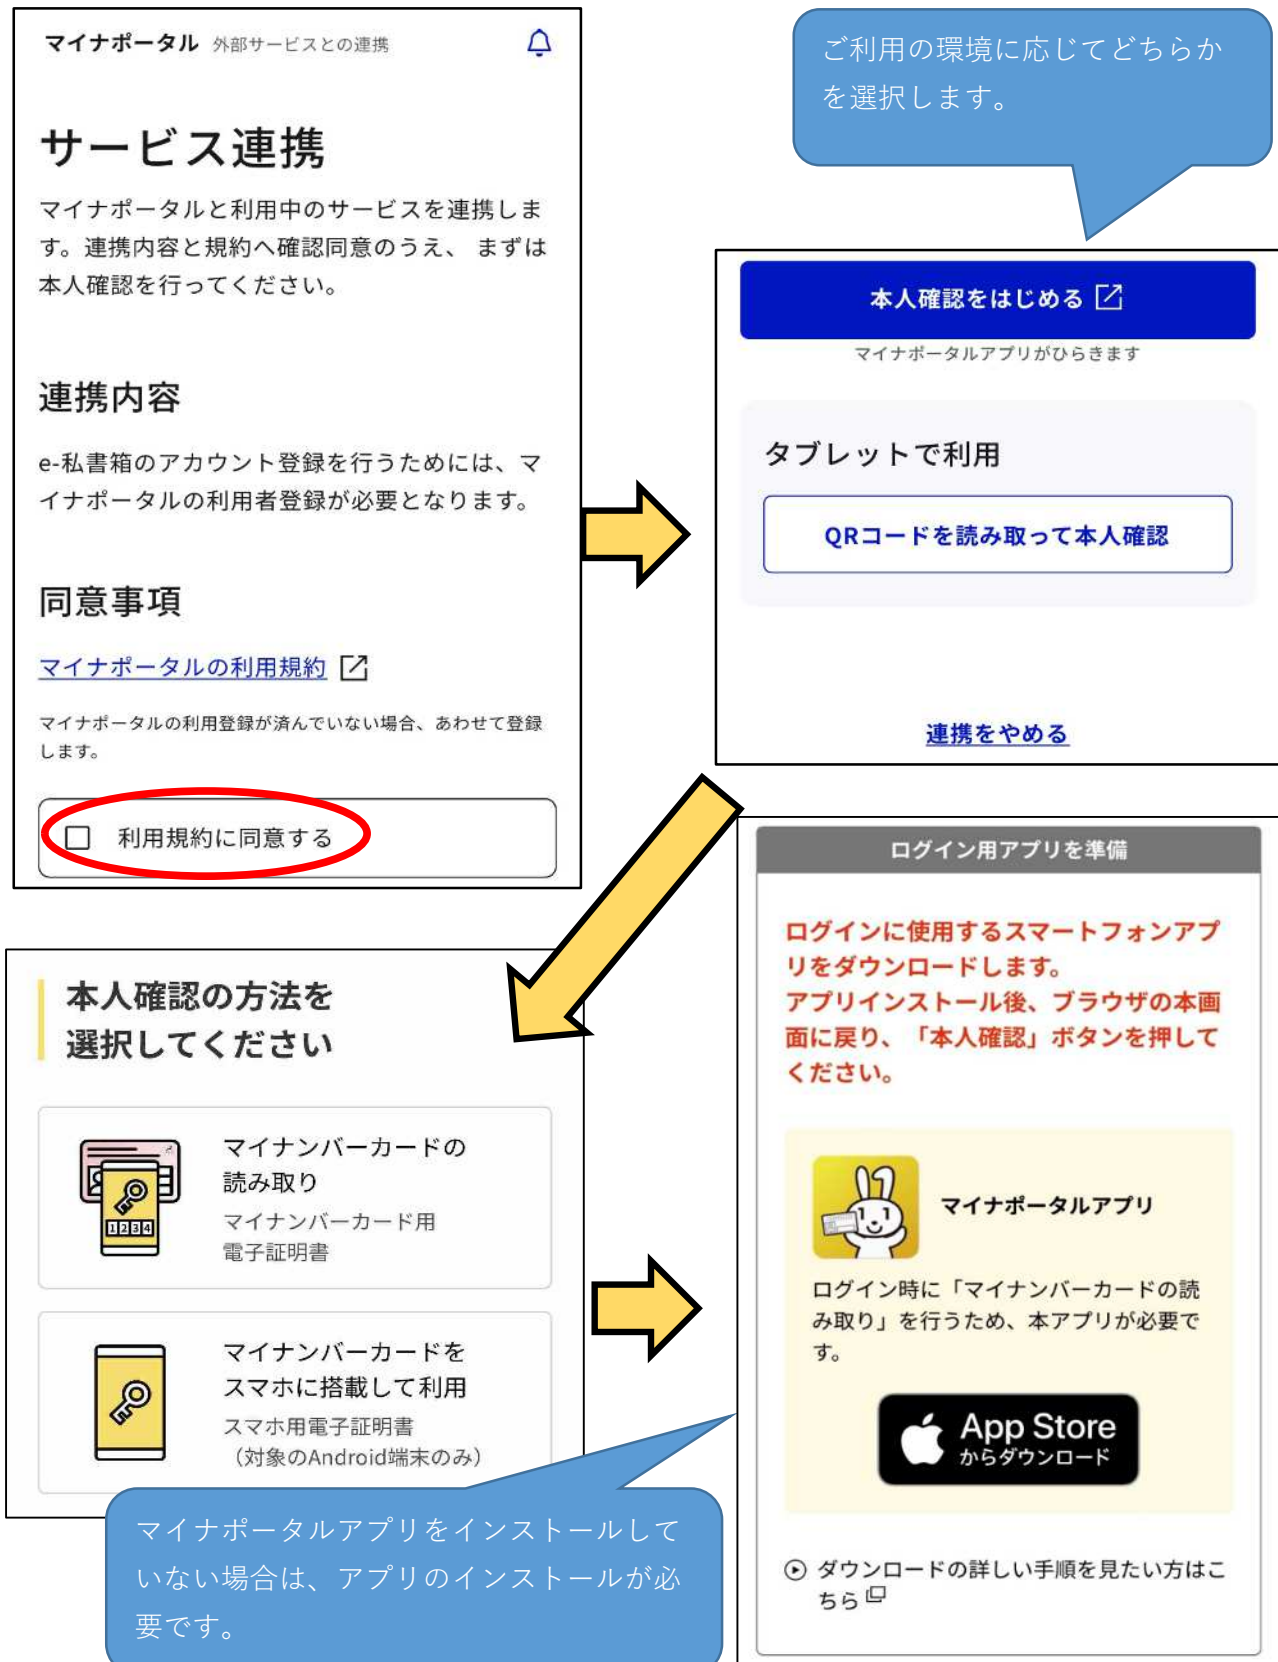 マイナポータル 外部サービスとの連携
サービス連携
マイナポータルと利用中のサービスを連携しま
す。連携内容と規約へ確認同意のうえ、 まずは
本人確認を行ってください。
連携内容
e-私書箱のアカウント登録を行うためには、マ
イナポータルの利用者登録が必要となります。
同意事項
マイナポータルの利用規約
マイナポータルの利用登録が済んでいない場合、あわせて登録
します。
利用規約に同意する
ご利用の環境に応じてどちらか
を選択します。
本人確認をはじめる
マイナポータルアプリがひらきます
タブレットで利用
QRコードを読み取って本人確認
連携をやめる
本人確認の方法を
選択してください
1234
マイナンバーカードの
読み取り
マイナンバーカード用
電子証明書
マイナンバーカードを
スマホに搭載して利用
スマホ用電子証明書
（対象のAndroid端末のみ）
マイナポータルアプリをインストールして
いない場合は、アプリのインストールが必
要です。
ログイン用アプリを準備
ログインに使用するスマートフォンアプ
リをダウンロードします。
アプリインストール後、ブラウザの本画
面に戻り、「本人確認」ボタンを押して
ください。
マイナポータルアプリ
ログイン時に「マイナンバーカードの読
み取り」を行うため、本アプリが必要で
す。
App Store
からダウンロード
ダウンロードの詳しい手順を見たい方はこ
ちら